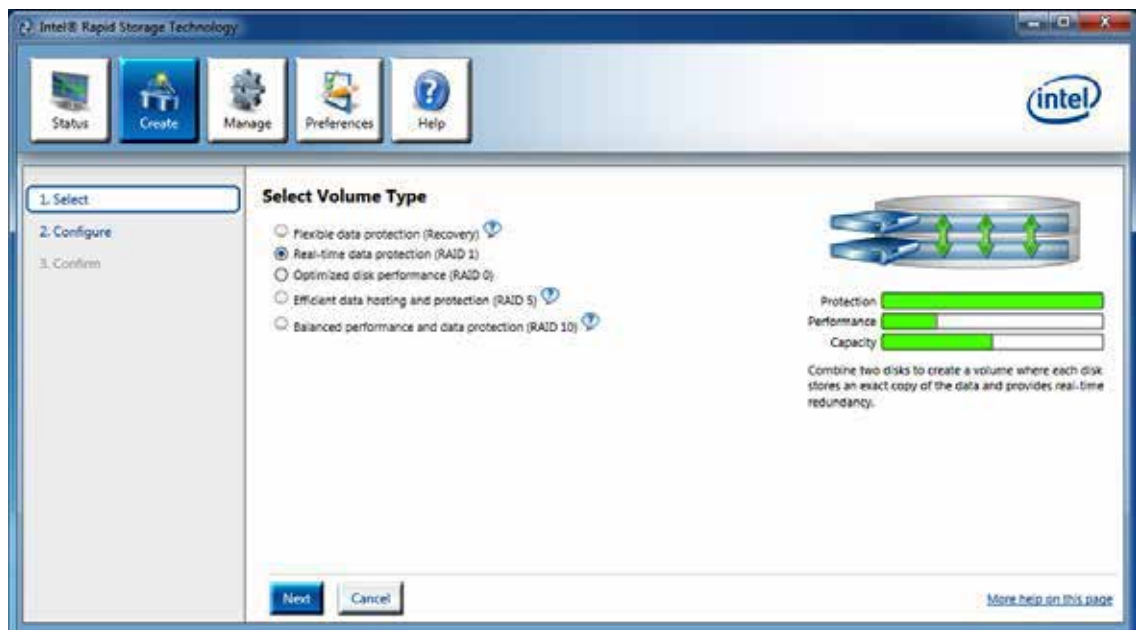 Intel® Rapid Storage Technology
Status
Create
Manage
Preferences
Help
intel
1. Select
2. Configure
3. Confirm
Select Volume Type
Flexible data protection (Recovery) ?
Real-time data protection (RAID 1)
Optimized disk performance (RAID 0)
Efficient data hosting and protection (RAID 5) ?
Balanced performance and data protection (RAID 10) ?
Protection
Performance
Capacity
Combine two disks to create a volume where each disk
stores an exact copy of the data and provides real-time
redundancy.
Next
Cancel
More help on this page